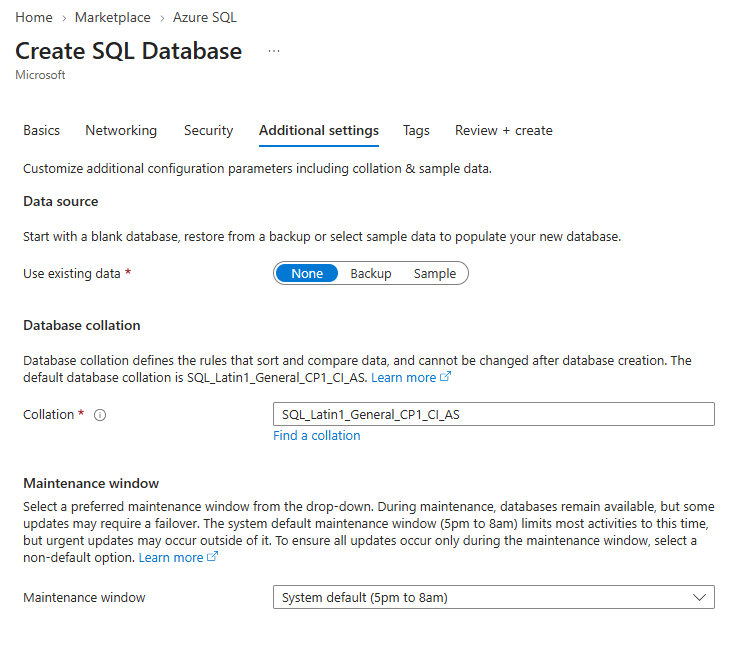 Home > Marketplace > Azure SQL
Create SQL Database ...
Microsoft
Basics Networking Security Additional settings Tags Review + create
Customize additional configuration parameters including collation & sample data.
Data source
Start with a blank database, restore from a backup or select sample data to populate your new database.
Use existing data * None Backup Sample
Database collation
Database collation defines the rules that sort and compare data, and cannot be changed after database creation. The
default database collation is SQL_Latin1_General_CP1_CI_AS. Learn more
Collation * SQL_Latin1_General_CP1_CI_AS
Find a collation
Maintenance window
Select a preferred maintenance window from the drop-down. During maintenance, databases remain available, but some
updates may require a failover. The system default maintenance window (5pm to 8am) limits most activities to this time,
but urgent updates may occur outside of it. To ensure all updates occur only during the maintenance window, select a
non-default option. Learn more
Maintenance window System default (5pm to 8am)